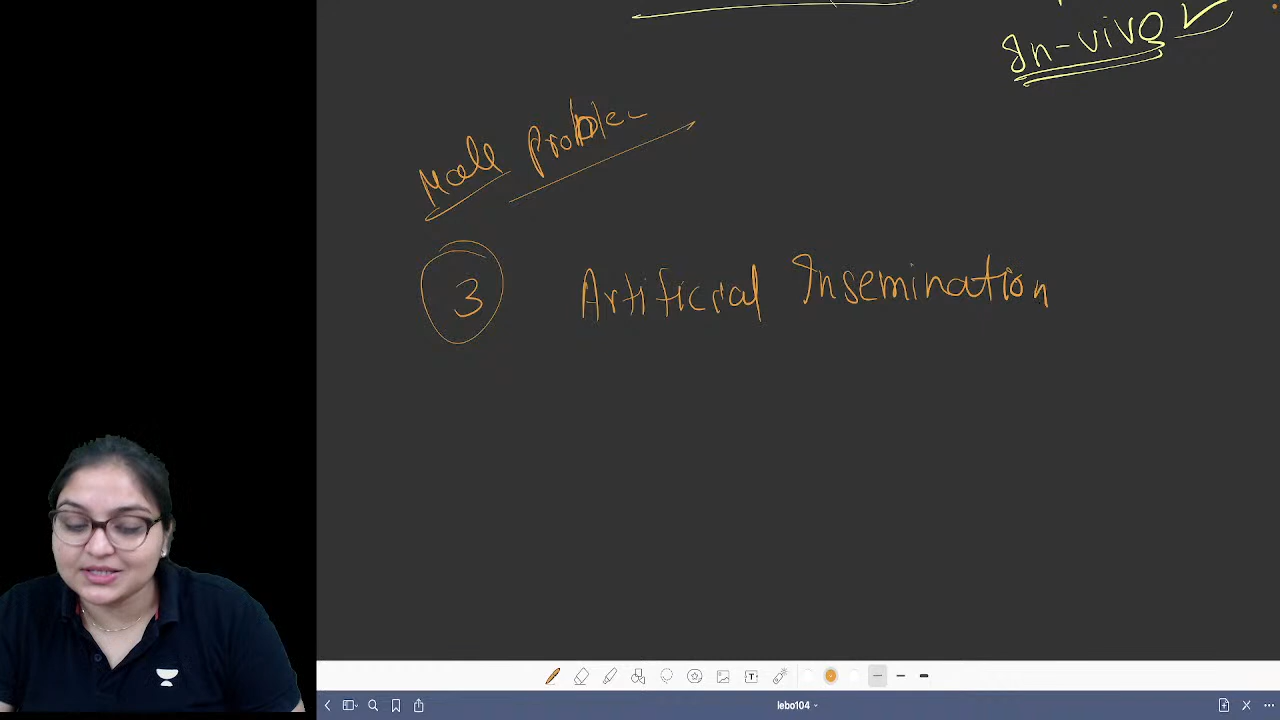 In-vivo
Male Problem
3 Artificial Insemination
T
lebo104